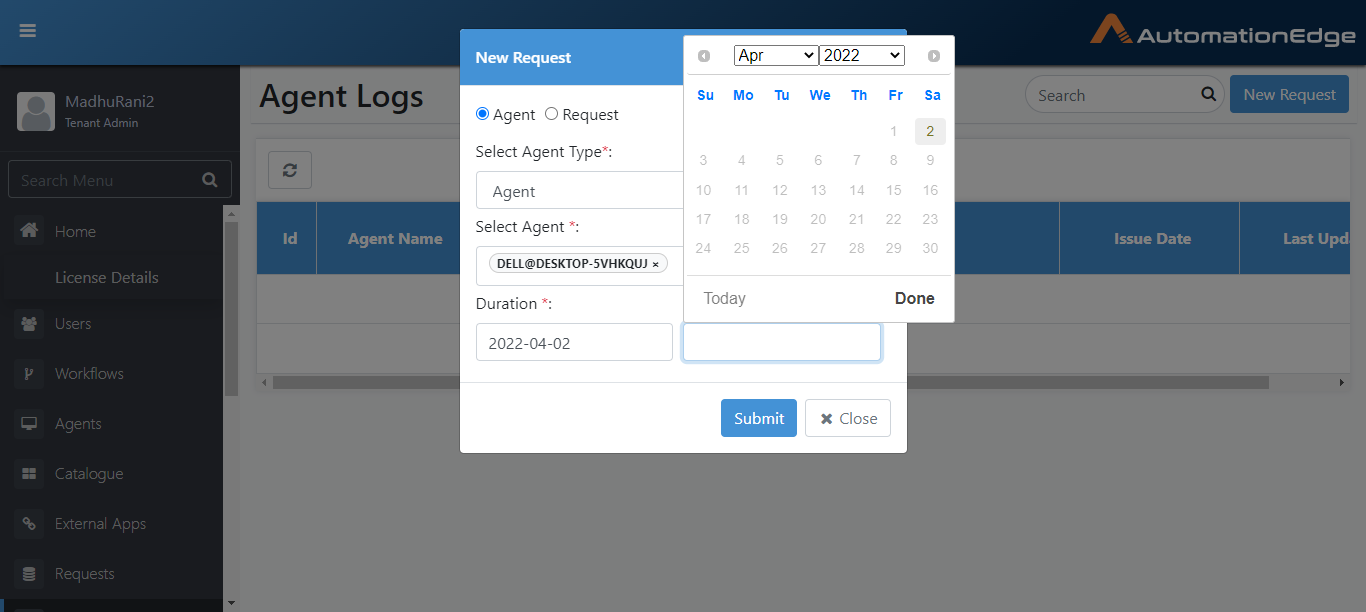 AutomationEdge
MadhuRani2
Tenant Admin
Search Menu
Home
License Details
Users
Workflows
Agents
Catalogue
External Apps
Requests
Agent Logs
Search
New Request
Id
Agent Name
Issue Date
Last Upd
New Request
Agent
Request
Select Agent Type*:
Agent
Select Agent *:
DELL@DESKTOP-5VHKQUJ ×
Duration *:
2022-04-02
Submit
✖ Close
Apr 2022
Su Mo Tu We Th Fr Sa
1 2
3 4 5 6 7 8 9
10 11 12 13 14 15 16
17 18 19 20 21 22 23
24 25 26 27 28 29 30
Today Done